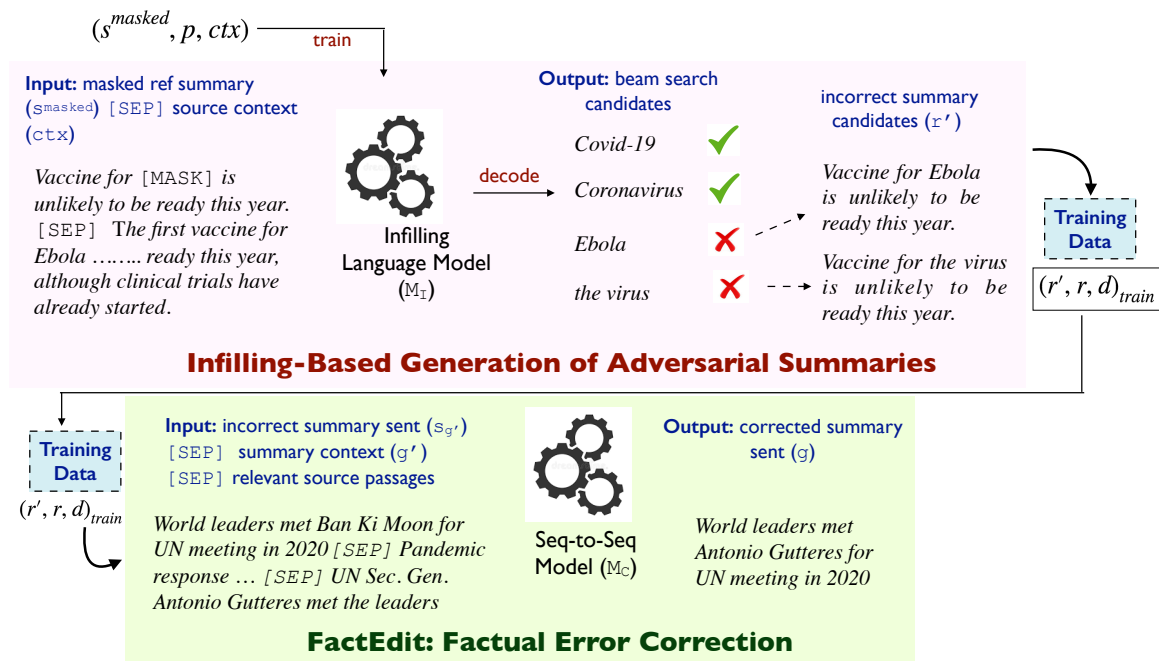 (s^masked, p, ctx)
train
Input: masked ref summary
(s^masked) [SEP] source context
(ctx)
Vaccine for [MASK] is
unlikely to be ready this year.
[SEP] The first vaccine for
Ebola …….. ready this year,
although clinical trials have
already started.
Infilling
Language Model
(M_I)
decode
Output: beam search
candidates
Covid-19
Coronavirus
Ebola
the virus
incorrect summary
candidates (r')
Vaccine for Ebola
is unlikely to be
ready this year.
Vaccine for the virus
is unlikely to be
ready this year.
Training
Data
(r', r, d)_train
Infilling-Based Generation of Adversarial Summaries
Training
Data
(r', r, d)_train
Input: incorrect summary sent (s_g')
[SEP] summary context (g')
[SEP] relevant source passages
World leaders met Ban Ki Moon for
UN meeting in 2020 [SEP] Pandemic
response … [SEP] UN Sec. Gen.
Antonio Gutteres met the leaders
Seq-to-Seq
Model (M_C)
Output: corrected summary
sent (g)
World leaders met
Antonio Gutteres for
UN meeting in 2020
FactEdit: Factual Error Correction